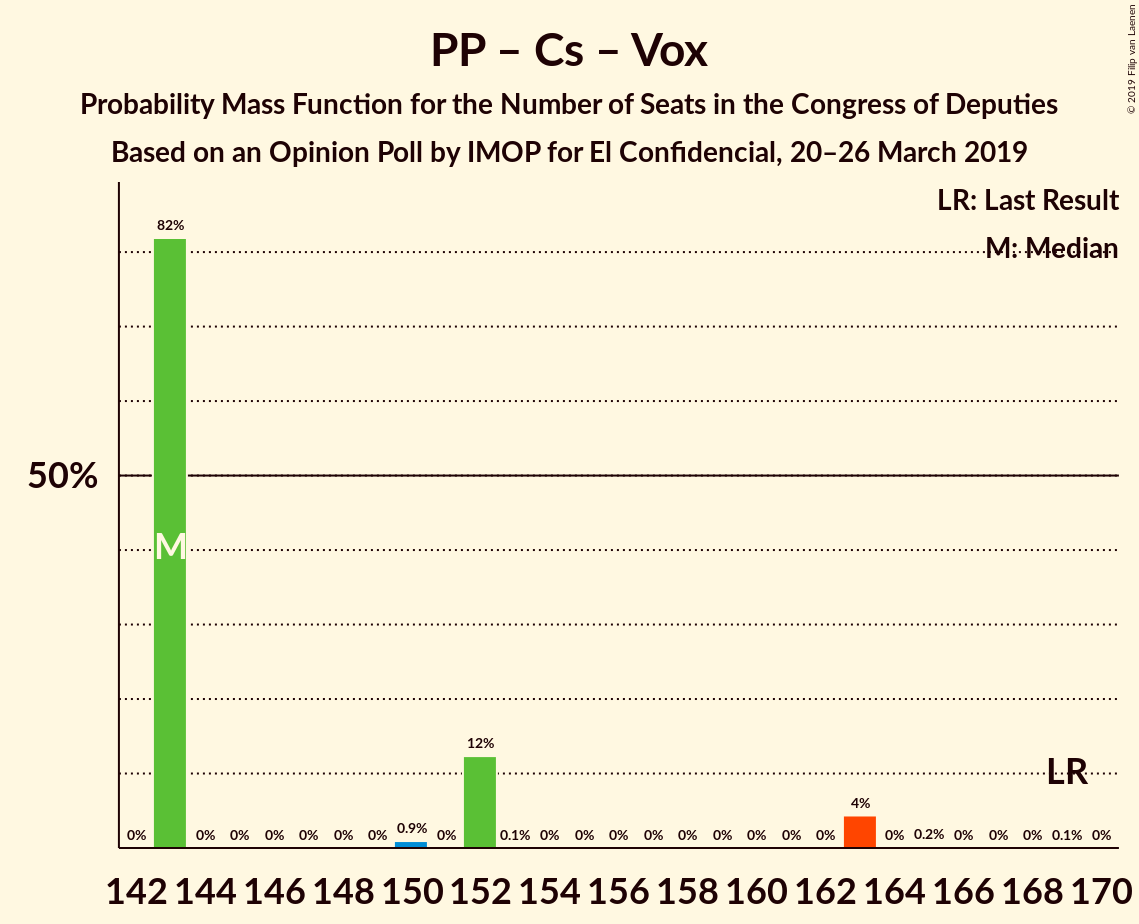 PP – Cs – Vox
Probability Mass Function for the Number of Seats in the Congress of Deputies
Based on an Opinion Poll by IMOP for El Confidencial, 20–26 March 2019
© 2019 Filip van Laenen
LR: Last Result
M: Median
82%
50%
M
12%
LR
4%
0% 0% 0% 0% 0% 0% 0% 0.9% 0% 0.1% 0% 0% 0% 0% 0% 0% 0% 0% 0% 0% 0.2% 0% 0% 0% 0.1% 0%
142 144 146 148 150 152 154 156 158 160 162 164 166 168 170